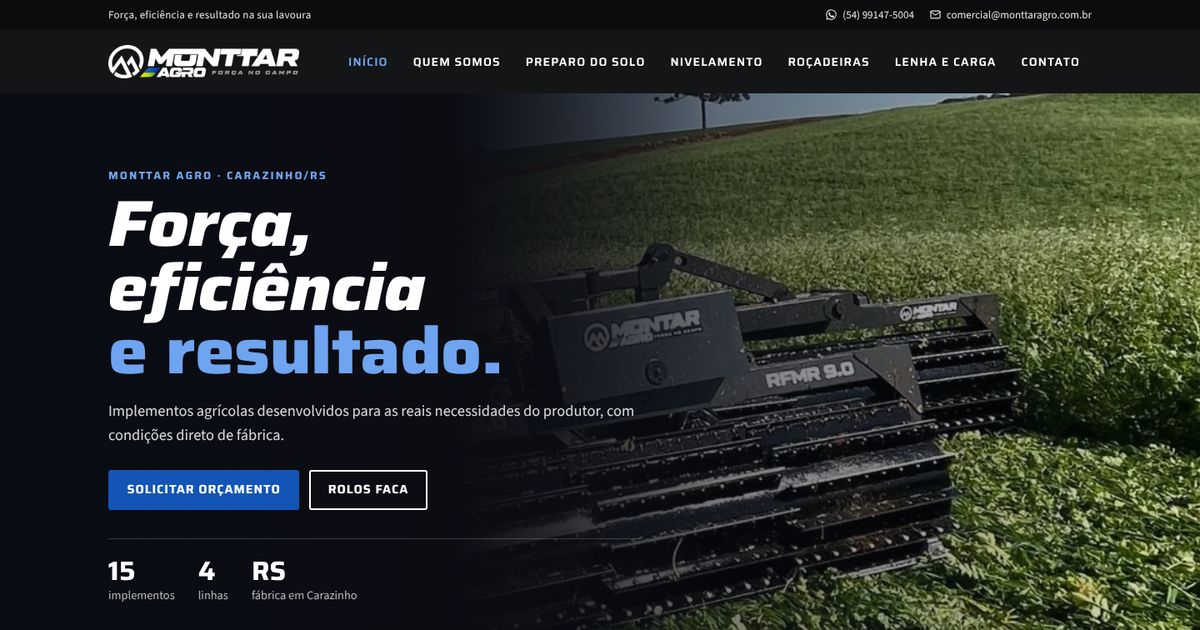 Força, eficiência e resultado na sua lavoura
(54) 99147-5004
comercial@monttaragro.com.br
MONTTAR
AGRO FORÇA NO CAMPO
INÍCIO
QUEM SOMOS
PREPARO DO SOLO
NIVELAMENTO
ROÇADEIRAS
LENHA E CARGA
CONTATO
MONTTAR AGRO · CARAZINHO/RS
Força,
eficiência
e resultado.
Implementos agrícolas desenvolvidos para as reais necessidades do produtor, com
condições direto de fábrica.
SOLICITAR ORÇAMENTO
ROLOS FACA
15
implementos
4
linhas
RS
fábrica em Carazinho
MONTAR
RFMR 9.0